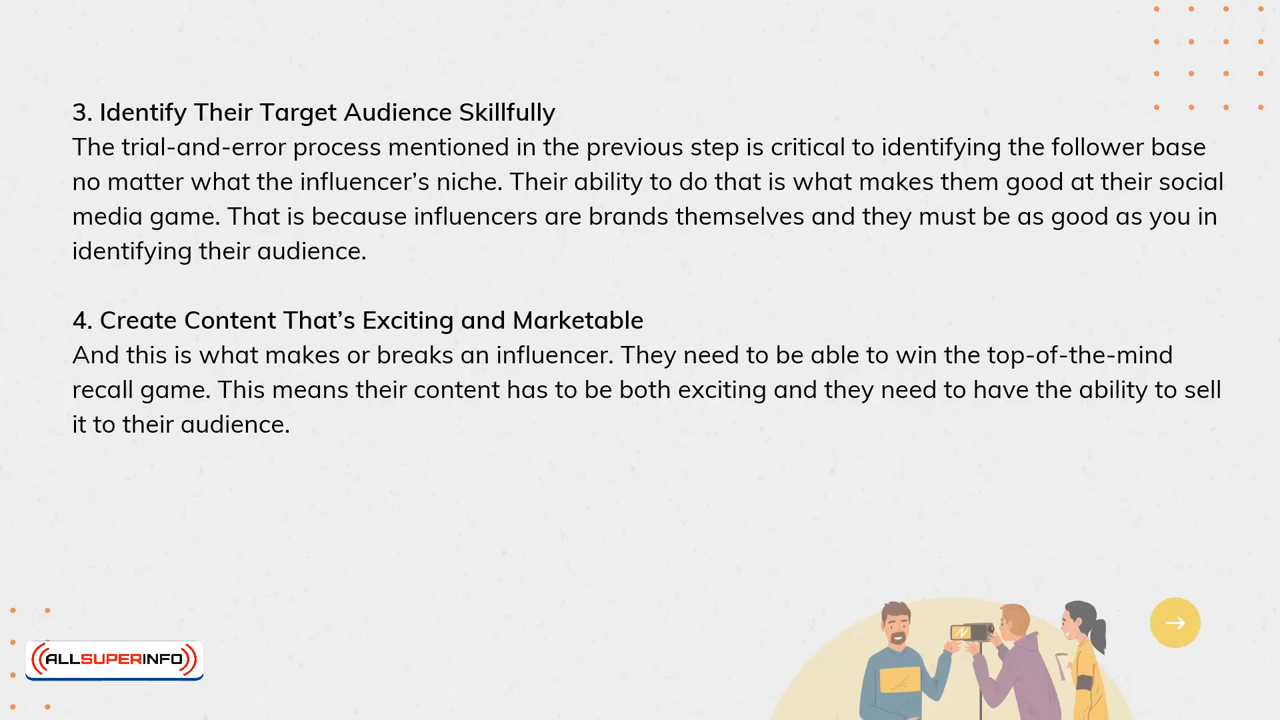 3. Identify Their Target Audience Skillfully
The trial-and-error process mentioned in the previous step is critical to identifying the follower base
no matter what the influencer’s niche. Their ability to do that is what makes them good at their social
media game. That is because influencers are brands themselves and they must be as good as you in
identifying their audience.
4. Create Content That’s Exciting and Marketable
And this is what makes or breaks an influencer. They need to be able to win the top-of-the-mind
recall game. This means their content has to be both exciting and they need to have the ability to sell
it to their audience.
ALLSUPERINFO